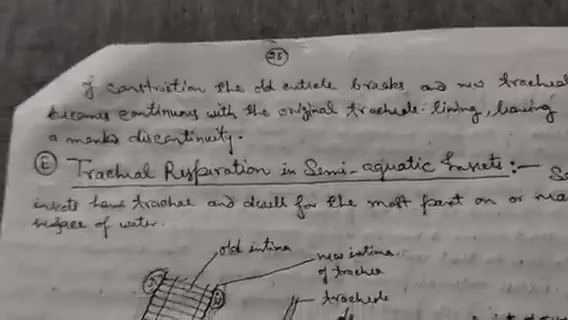 25
of construction the old cuticle breaks and new tracheal
becomes continuous with the original tracheole lining, leaving
a marked discontinuity.
E Tracheal Respiration in Semi-aquatic Insects:-
insects have tracheae and dwell for the most part on or near
surface of water.
old intima
new intima
of trachea
tracheole